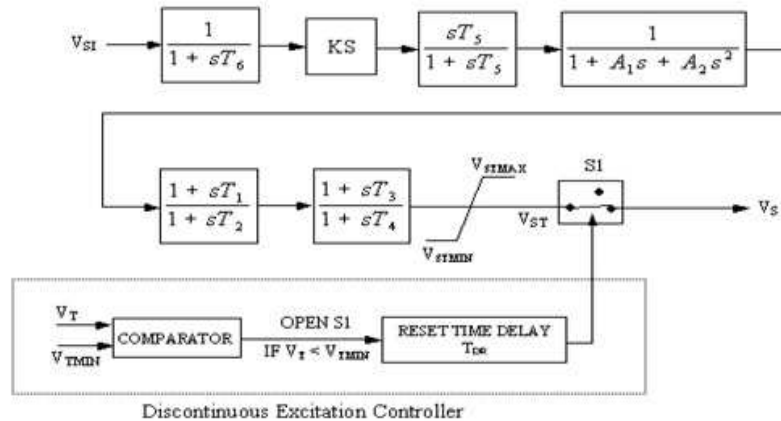 V_SI
1 / (1 + sT_6)
KS
sT_5 / (1 + sT_5)
1 / (1 + A_1s + A_2s^2)
(1 + sT_1) / (1 + sT_2)
(1 + sT_3) / (1 + sT_4)
V_STMAX
V_STMIN
V_ST
S1
V_S
V_T
V_TMIN
COMPARATOR
OPEN S1
IF V_T < V_TMIN
RESET TIME DELAY
T_DR
Discontinuous Excitation Controller